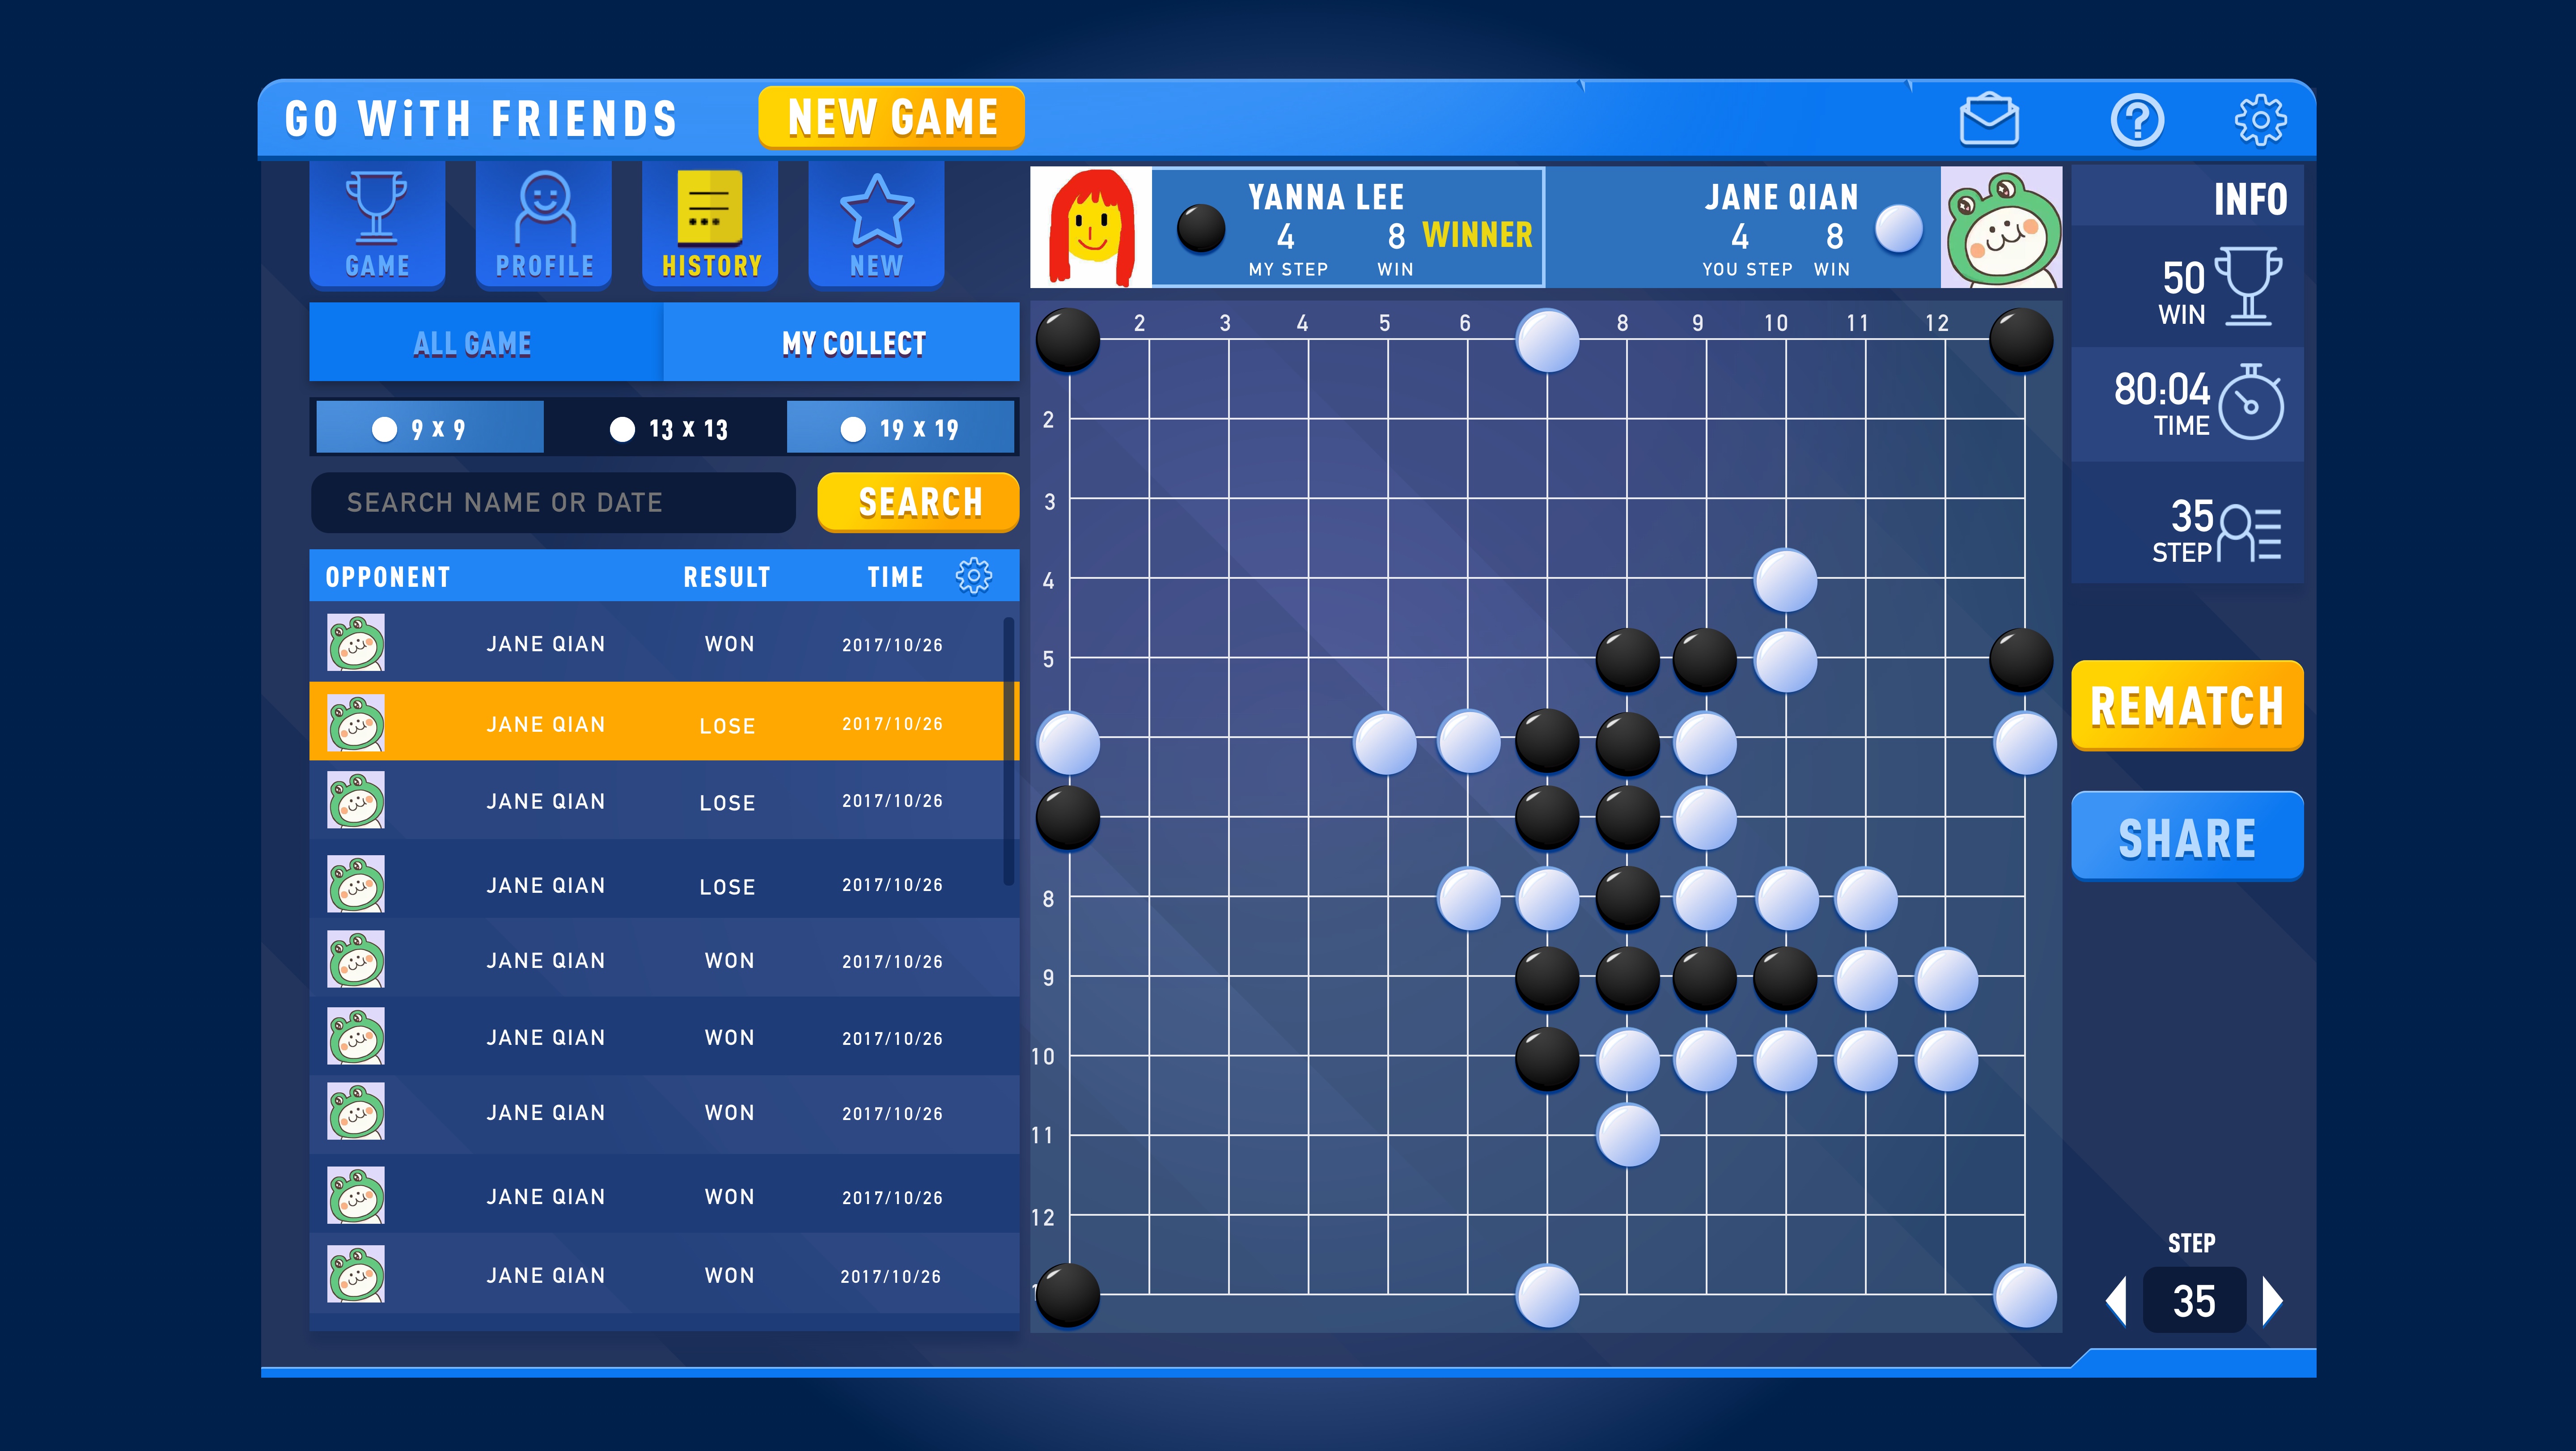 GO WiTH FRIENDS
NEW GAME
GAME
PROFILE
HISTORY
NEW
ALL GAME
MY COLLECT
9 X 9
13 X 13
19 X 19
SEARCH NAME OR DATE
SEARCH
OPPONENT RESULT TIME
JANE QIAN WON 2017/10/26
JANE QIAN LOSE 2017/10/26
JANE QIAN LOSE 2017/10/26
JANE QIAN LOSE 2017/10/26
JANE QIAN WON 2017/10/26
JANE QIAN WON 2017/10/26
JANE QIAN WON 2017/10/26
JANE QIAN WON 2017/10/26
JANE QIAN WON 2017/10/26
YANNA LEE
4 8 WINNER
MY STEP WIN
JANE QIAN
4 8
YOU STEP WIN
2 3 4 5 6 8 9 10 11 12
2
3
4
5
8
9
10
11
12
INFO
50
WIN
80:04
TIME
35
STEP
REMATCH
SHARE
STEP
35